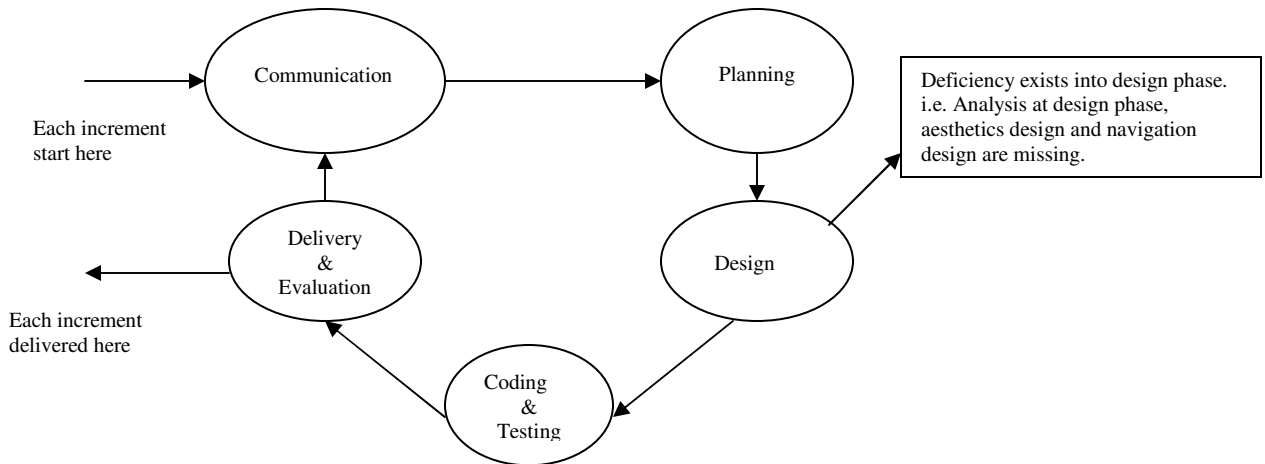 Communication
Planning
Deficiency exists into design phase.
i.e. Analysis at design phase,
aesthetics design and navigation
design are missing.
Each increment
start here
Delivery
&
Evaluation
Design
Each increment
delivered here
Coding
&
Testing